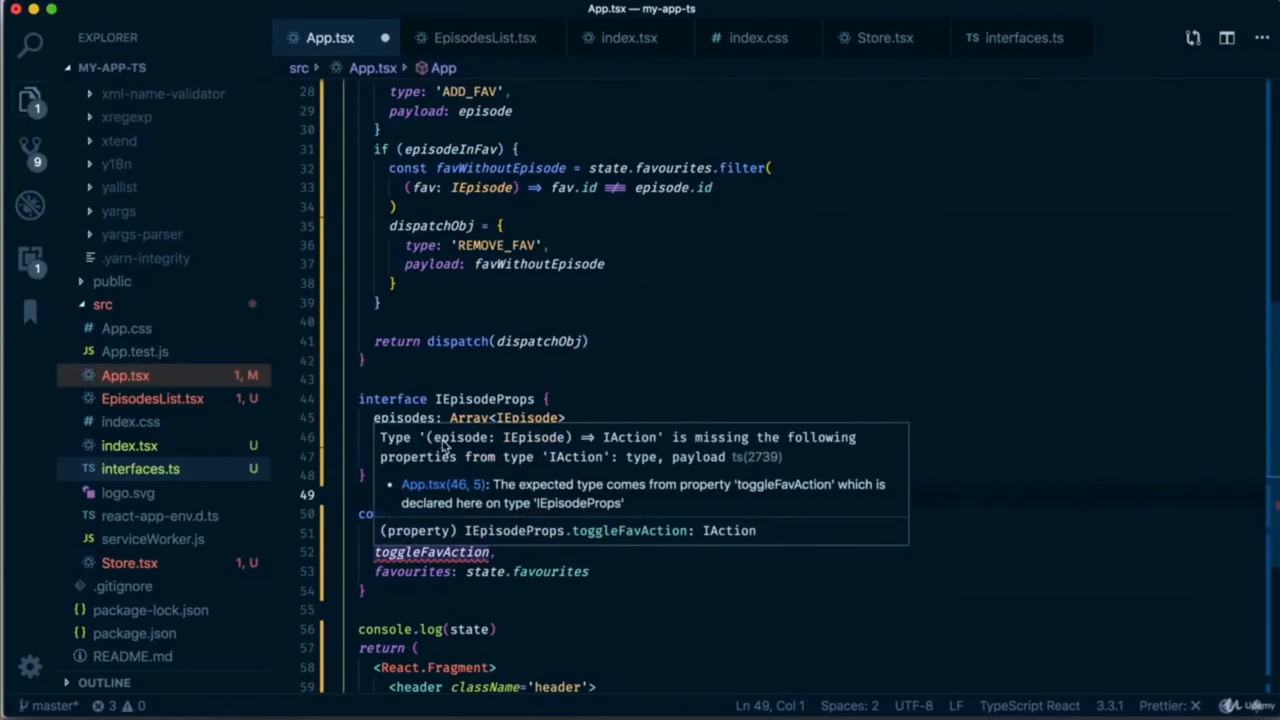 App.tsx — my-app-ts
EXPLORER
App.tsx
EpisodesList.tsx
index.tsx
# index.css
Store.tsx
TS interfaces.ts
MY-APP-TS
src › App.tsx › App
xml-name-validator
xregexp
xtend
y18n
yallist
yargs
yargs-parser
.yarn-integrity
public
src
# App.css
JS App.test.js
App.tsx 1, M
EpisodesList.tsx 1, U
# index.css
index.tsx U
TS interfaces.ts U
logo.svg
TS react-app-env.d.ts
JS serviceWorker.js
Store.tsx 1, U
.gitignore
{} package-lock.json
{} package.json
README.md
OUTLINE
1
9
1
28 type: 'ADD_FAV',
29 payload: episode
30 }
31 if (episodeInFav) {
32 const favWithoutEpisode = state.favourites.filter(
33 (fav: IEpisode) => fav.id !== episode.id
34 )
35 dispatchObj = {
36 type: 'REMOVE_FAV',
37 payload: favWithoutEpisode
38 }
39 }
40
41 return dispatch(dispatchObj)
42 }
43
44 interface IEpisodeProps {
45 episodes: Array<IEpisode>
46
47
48 }
49
50 co
51
52 toggleFavAction,
53 favourites: state.favourites
54 }
55
56 console.log(state)
57 return (
58 <React.Fragment>
59 <header className='header'>
Type '(episode: IEpisode) => IAction' is missing the following
properties from type 'IAction': type, payload ts(2739)
• App.tsx(46, 5): The expected type comes from property 'toggleFavAction' which is
declared here on type 'IEpisodeProps'
(property) IEpisodeProps.toggleFavAction: IAction
master* 3 0
Ln 49, Col 1 Spaces: 2 UTF-8 LF TypeScript React 3.3.1 Prettier: ×
Udemy